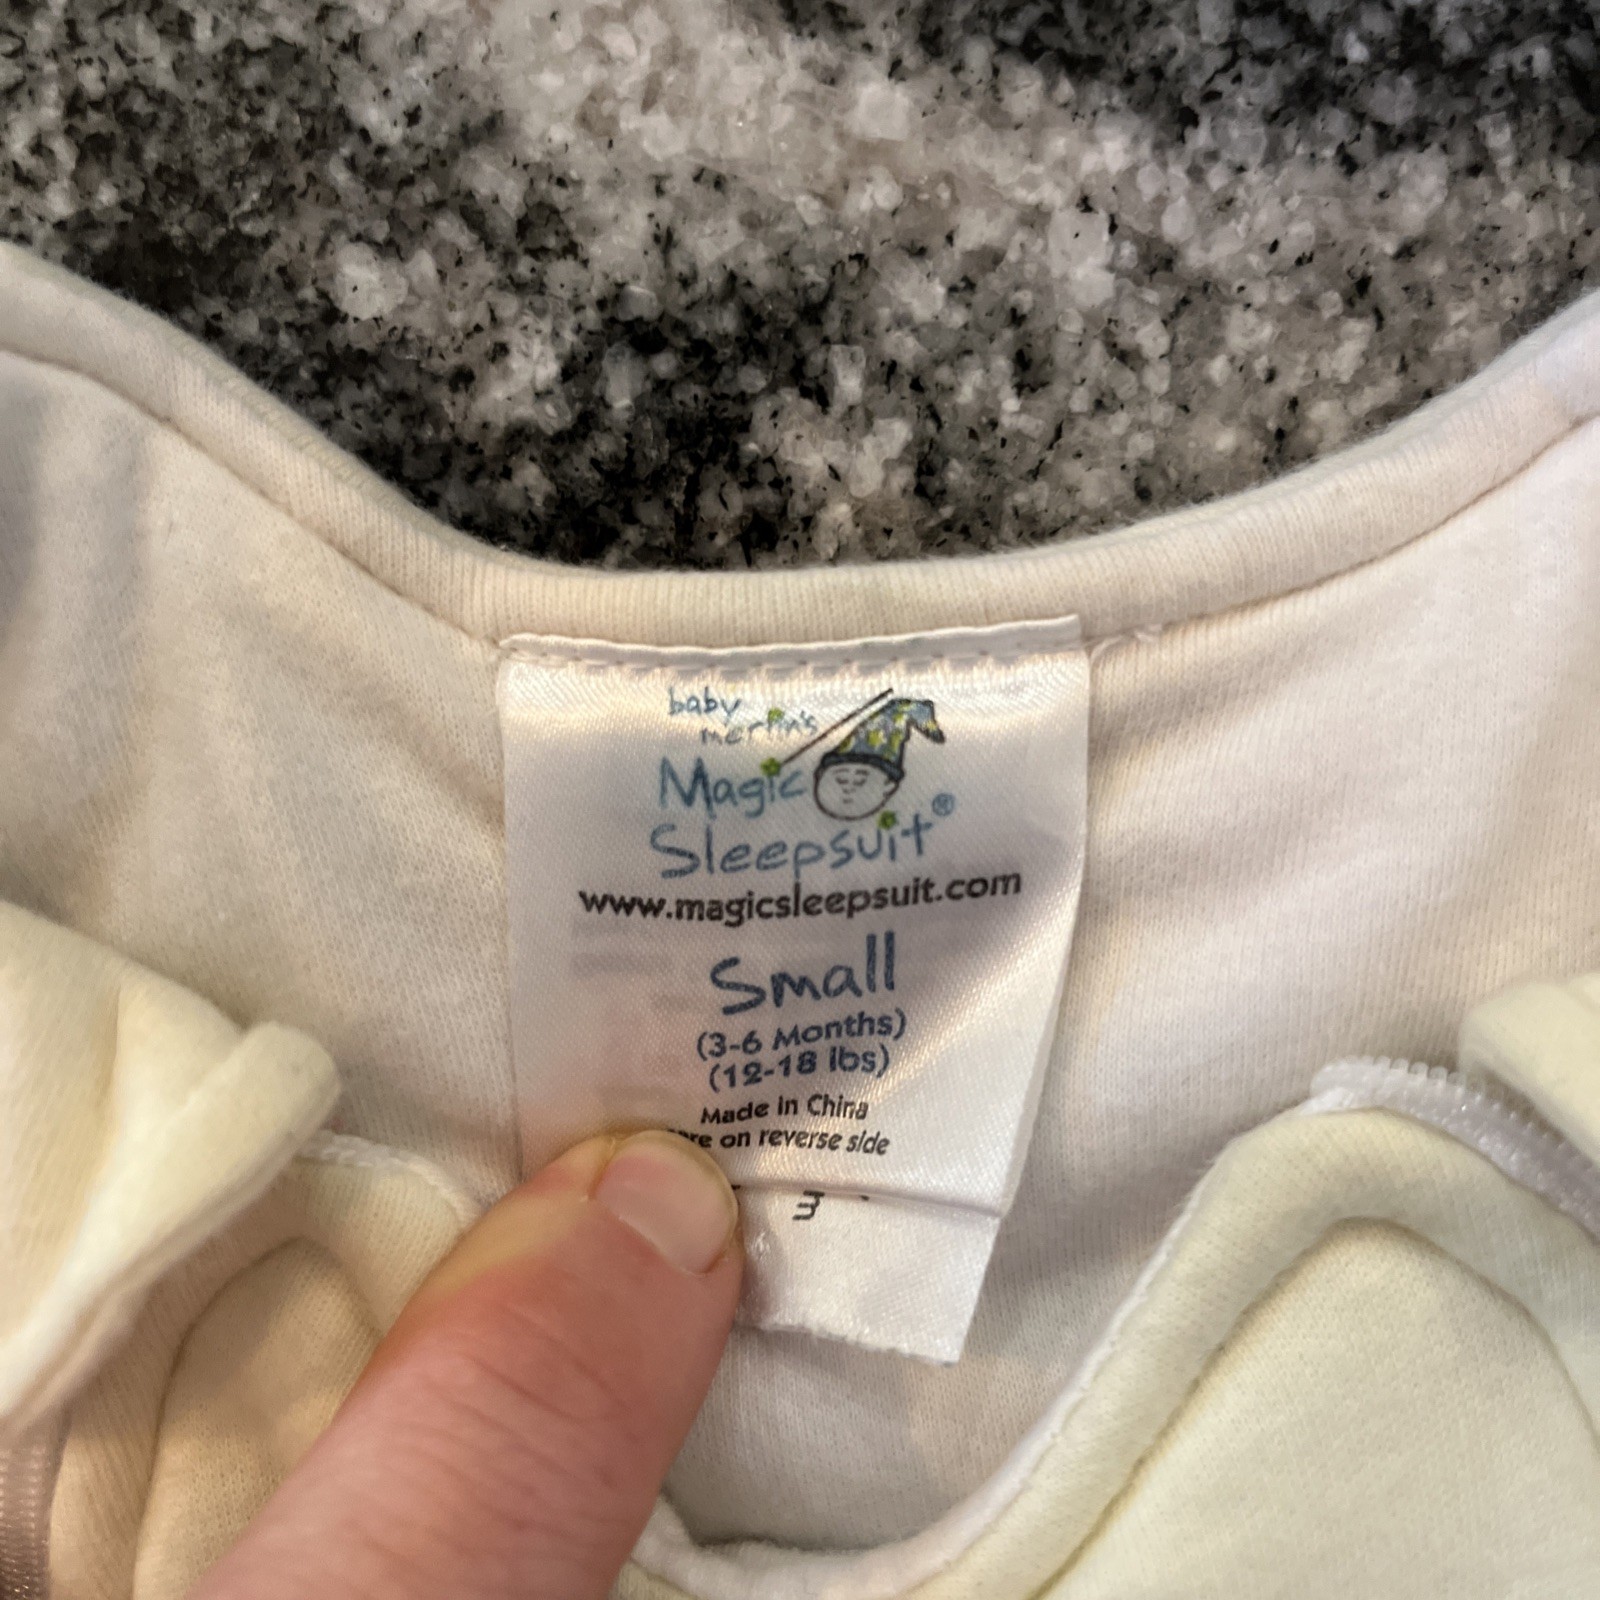 baby
merlin's
Magic
Sleepsuit®
www.magicsleepsuit.com
Small
(3-6 Months)
(12-18 lbs)
Made in China
on reverse side
3